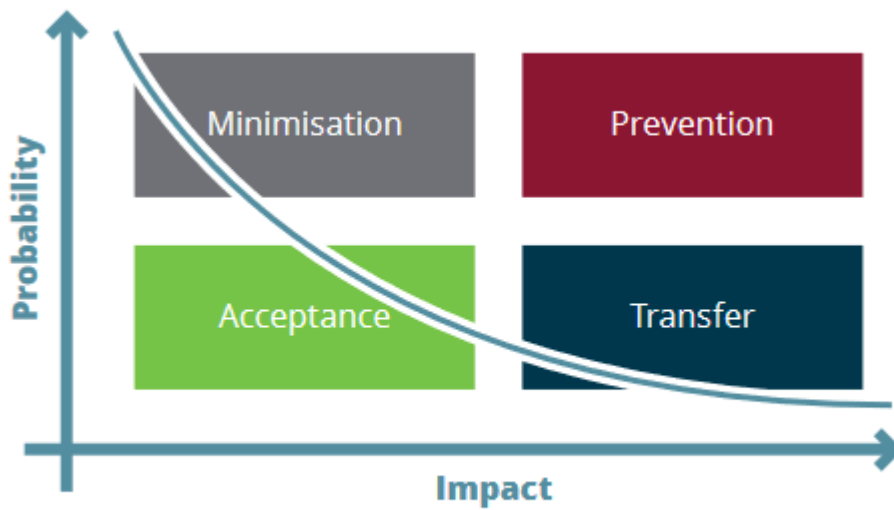 Probability
Minimisation
Prevention
Acceptance
Transfer
Impact